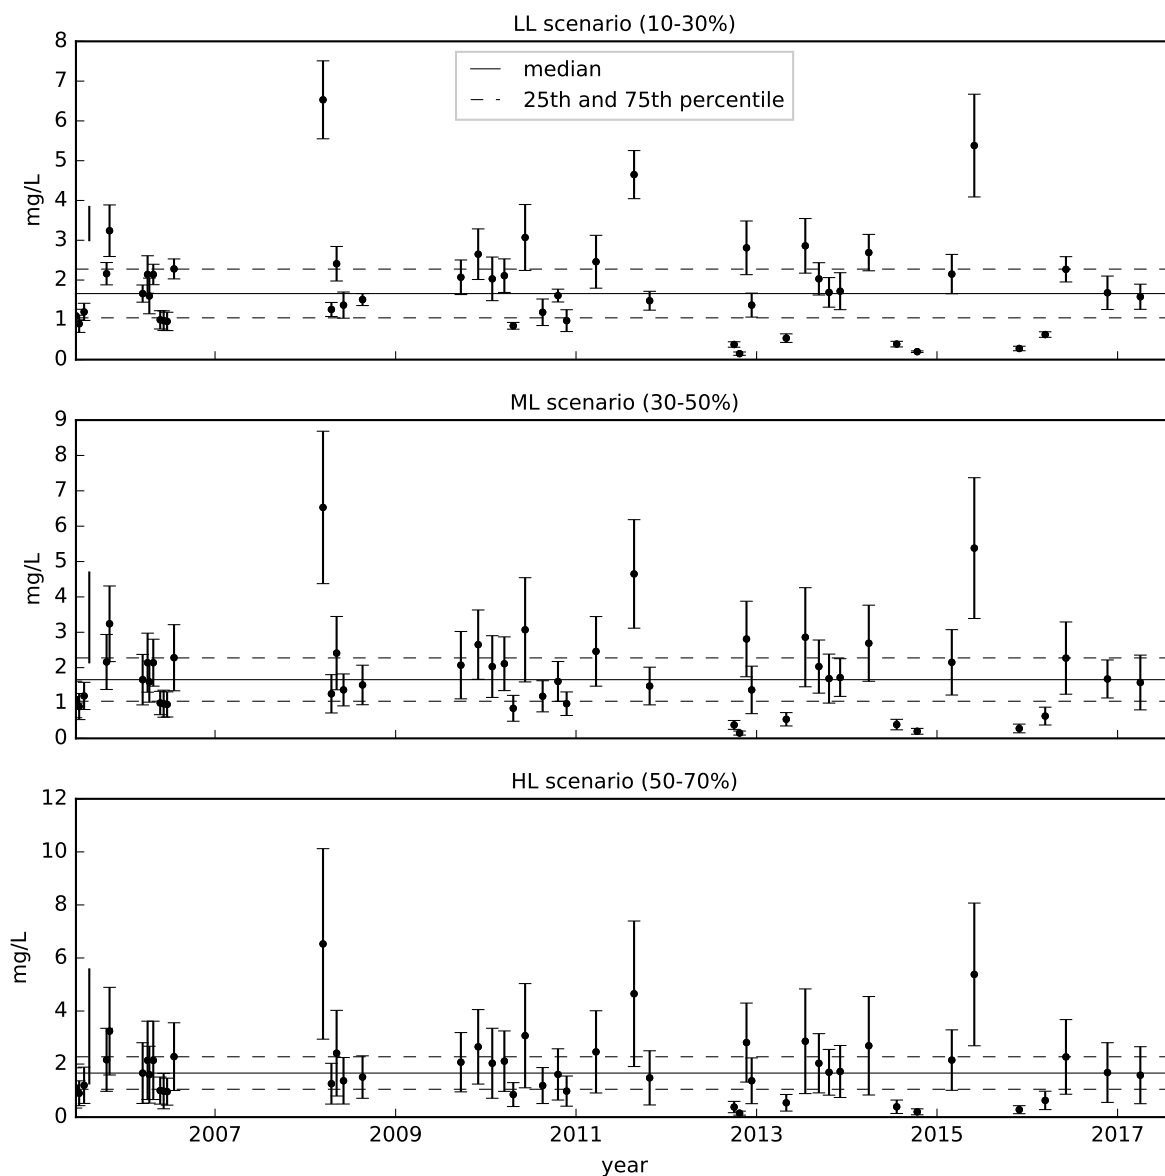 LL scenario (10-30%)
8
7
6
5
4
3
2
1
0
mg/L
median
25th and 75th percentile
ML scenario (30-50%)
9
8
7
6
5
4
3
2
1
0
mg/L
HL scenario (50-70%)
12
10
8
6
4
2
0
mg/L
2007 2009 2011 2013 2015 2017
year